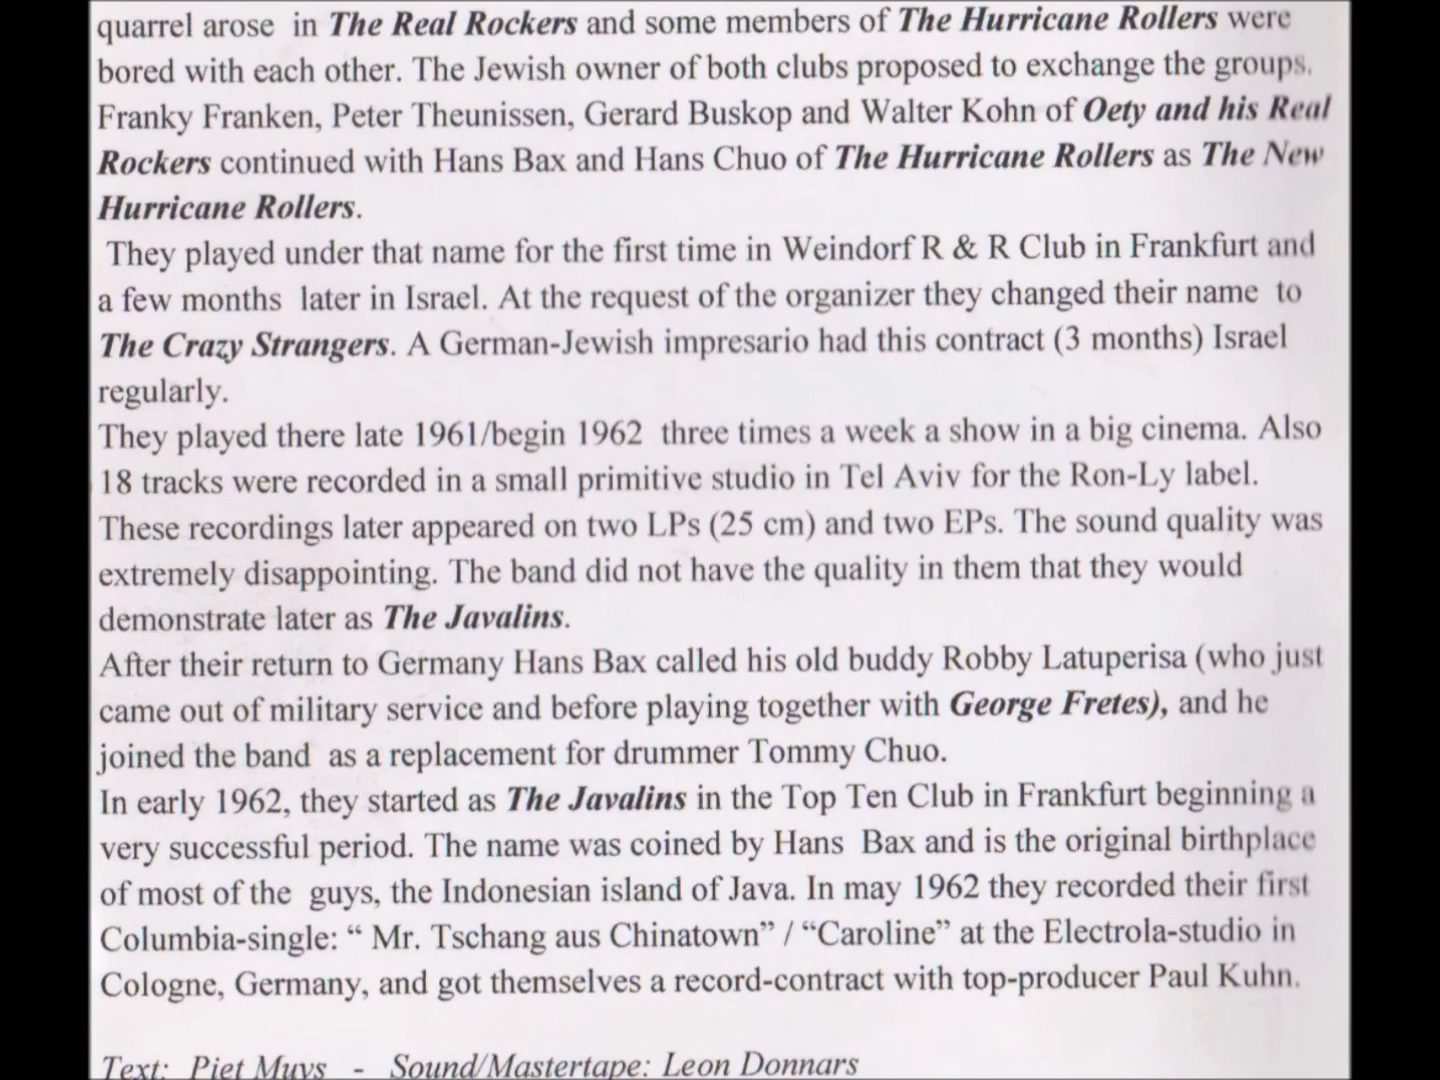 quarrel arose in The Real Rockers and some members of The Hurricane Rollers were
bored with each other. The Jewish owner of both clubs proposed to exchange the groups.
Franky Franken, Peter Theunissen, Gerard Buskop and Walter Kohn of Oety and his Real
Rockers continued with Hans Bax and Hans Chuo of The Hurricane Rollers as The New
Hurricane Rollers.
They played under that name for the first time in Weindorf R & R Club in Frankfurt and
a few months later in Israel. At the request of the organizer they changed their name to
The Crazy Strangers. A German-Jewish impresario had this contract (3 months) Israel
regularly.
They played there late 1961/begin 1962 three times a week a show in a big cinema. Also
18 tracks were recorded in a small primitive studio in Tel Aviv for the Ron-Ly label.
These recordings later appeared on two LPs (25 cm) and two EPs. The sound quality was
extremely disappointing. The band did not have the quality in them that they would
demonstrate later as The Javalins.
After their return to Germany Hans Bax called his old buddy Robby Latuperisa (who just
came out of military service and before playing together with George Fretes), and he
joined the band as a replacement for drummer Tommy Chuo.
In early 1962, they started as The Javalins in the Top Ten Club in Frankfurt beginning a
very successful period. The name was coined by Hans Bax and is the original birthplace
of most of the guys, the Indonesian island of Java. In may 1962 they recorded their first
Columbia-single: “ Mr. Tschang aus Chinatown” / “Caroline” at the Electrola-studio in
Cologne, Germany, and got themselves a record-contract with top-producer Paul Kuhn.
Text: Piet Muys - Sound/Mastertape: Leon Donnars